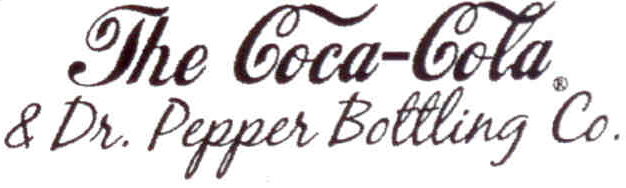 The Coca-Cola®
& Dr. Pepper Bottling Co.